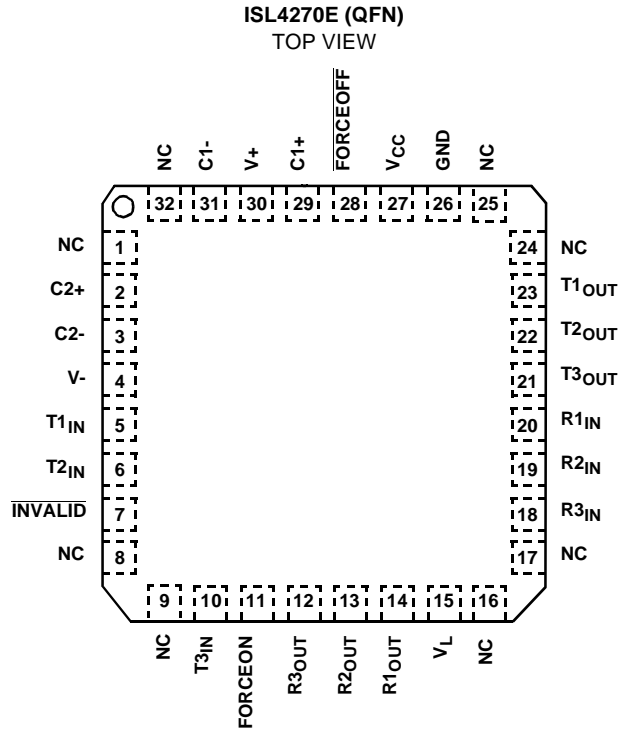 ISL4270E (QFN)
TOP VIEW
NC
C1-
V+
C1+
FORCEOFF
VCC
GND
NC
32 31 30 29 28 27 26 25
NC 1
C2+ 2
C2- 3
V- 4
T1IN 5
T2IN 6
INVALID 7
NC 8
24 NC
23 T1OUT
22 T2OUT
21 T3OUT
20 R1IN
19 R2IN
18 R3IN
17 NC
9 10 11 12 13 14 15 16
NC
T3IN
FORCEON
R3OUT
R2OUT
R1OUT
VL
NC